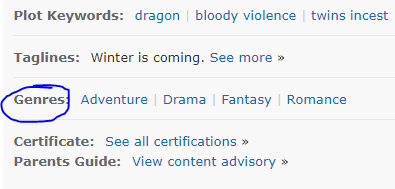 Plot Keywords: dragon | bloody violence | twins incest
Taglines: Winter is coming. See more »
Genres: Adventure | Drama | Fantasy | Romance
Certificate: See all certifications »
Parents Guide: View content advisory »